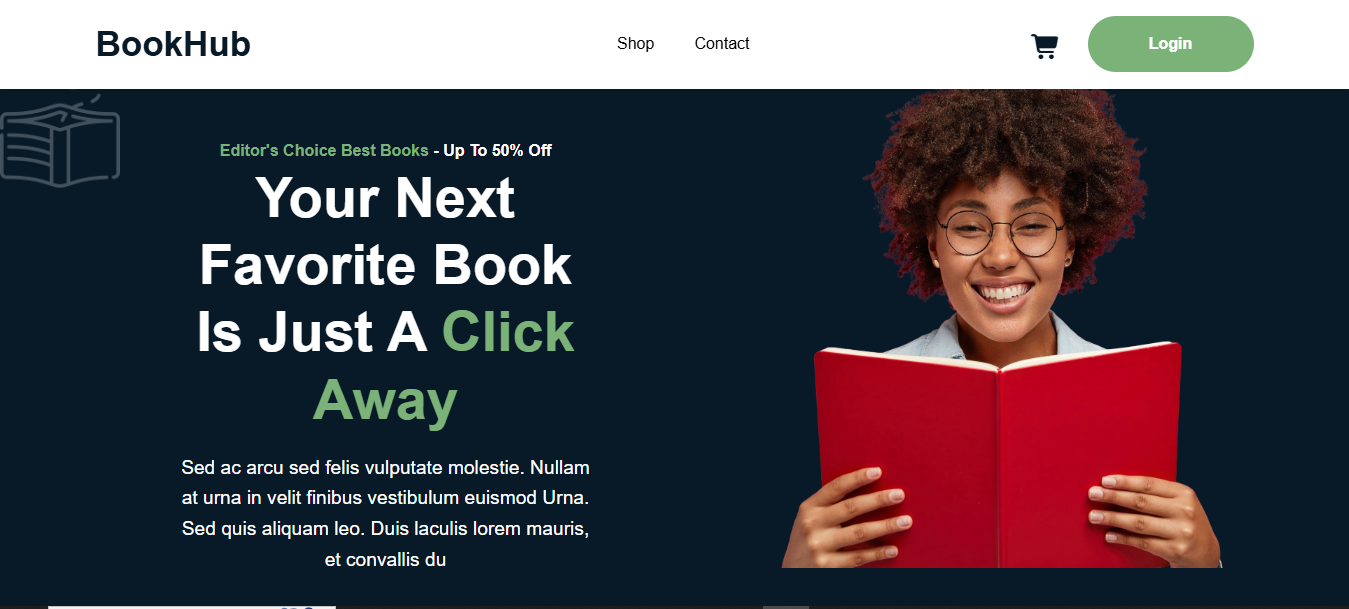 BookHub
Shop
Contact
Login
Editor's Choice Best Books - Up To 50% Off
Your Next
Favorite Book
Is Just A Click
Away
Sed ac arcu sed felis vulputate molestie. Nullam
at urna in velit finibus vestibulum euismod Urna.
Sed quis aliquam leo. Duis laculis lorem mauris,
et convallis du